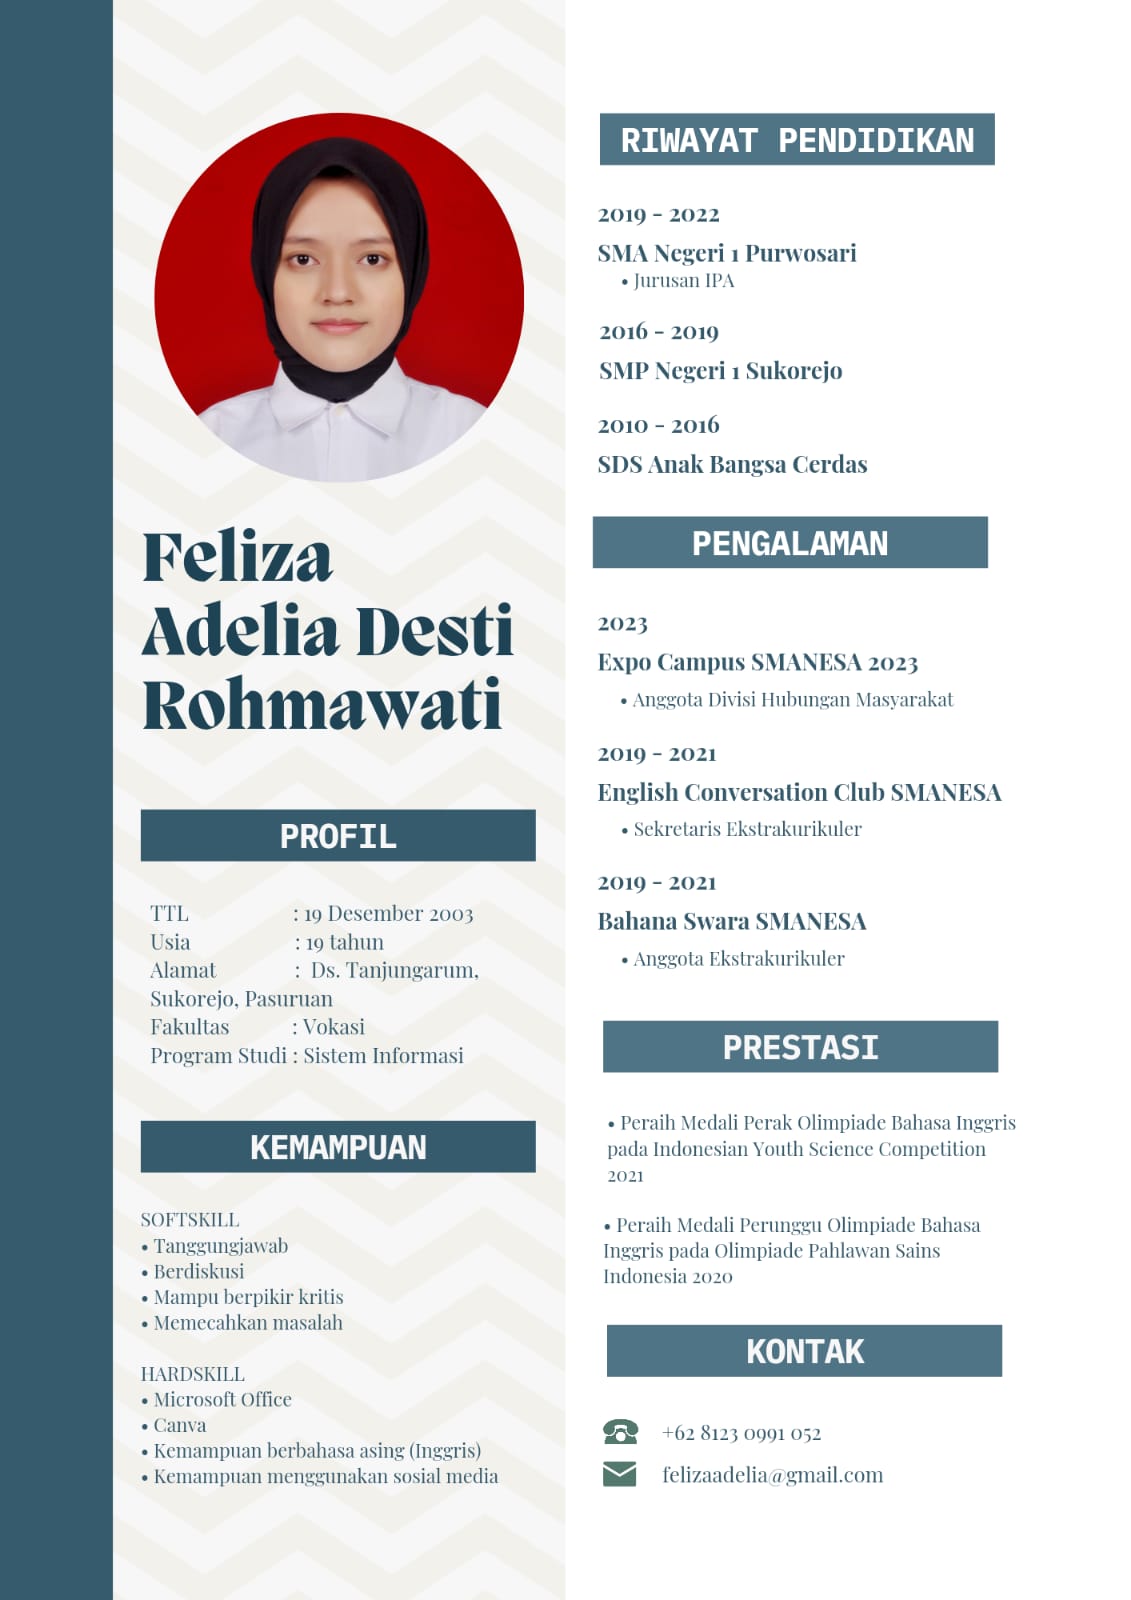 Feliza
Adelia Desti
Rohmawati
PROFIL
TTL : 19 Desember 2003
Usia : 19 tahun
Alamat : Ds. Tanjungarum,
Sukorejo, Pasuruan
Fakultas : Vokasi
Program Studi : Sistem Informasi
KEMAMPUAN
SOFTSKILL
• Tanggungjawab
• Berdiskusi
• Mampu berpikir kritis
• Memecahkan masalah
HARDSKILL
• Microsoft Office
• Canva
• Kemampuan berbahasa asing (Inggris)
• Kemampuan menggunakan sosial media
RIWAYAT PENDIDIKAN
2019 - 2022
SMA Negeri 1 Purwosari
• Jurusan IPA
2016 - 2019
SMP Negeri 1 Sukorejo
2010 - 2016
SDS Anak Bangsa Cerdas
PENGALAMAN
2023
Expo Campus SMANESA 2023
• Anggota Divisi Hubungan Masyarakat
2019 - 2021
English Conversation Club SMANESA
• Sekretaris Ekstrakurikuler
2019 - 2021
Bahana Swara SMANESA
• Anggota Ekstrakurikuler
PRESTASI
• Peraih Medali Perak Olimpiade Bahasa Inggris
pada Indonesian Youth Science Competition
2021
• Peraih Medali Perunggu Olimpiade Bahasa
Inggris pada Olimpiade Pahlawan Sains
Indonesia 2020
KONTAK
+62 8123 0991 052
felizaadelia@gmail.com